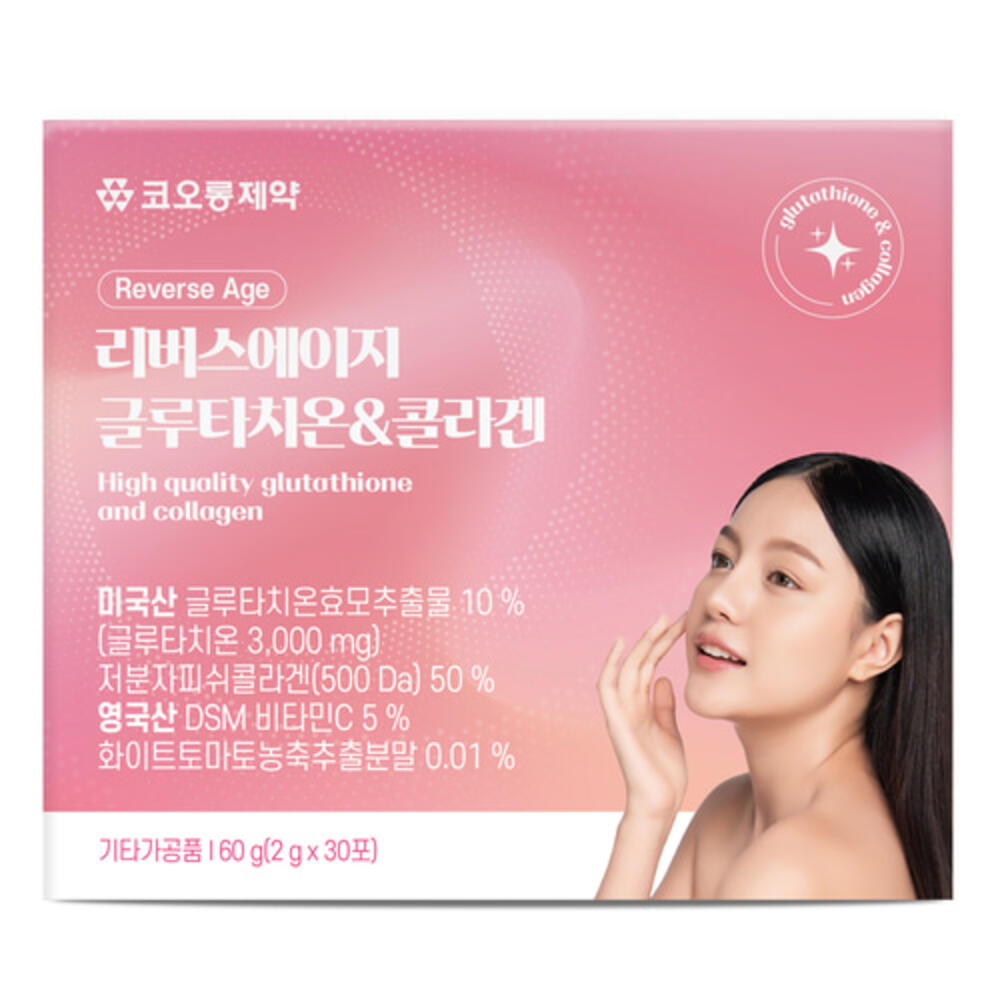 코오롱제약
glutathione & collagen
Reverse Age
리버스에이지
글루타치온&콜라겐
High quality glutathione
and collagen
미국산 글루타치온효모추출물 10 %
(글루타치온 3,000 mg)
저분자피쉬콜라겐(500 Da) 50 %
영국산 DSM 비타민C 5 %
화이트토마토농축추출분말 0.01 %
기타가공품 I 60 g(2 g x 30포)